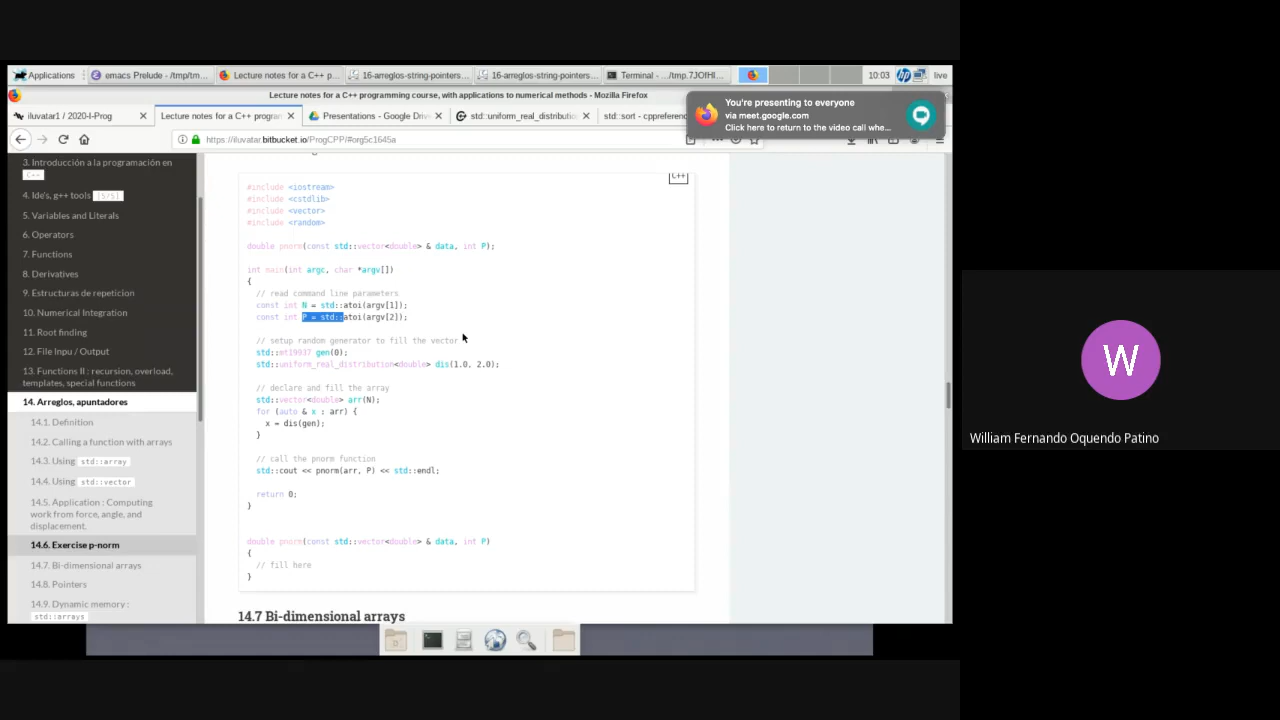 Applications
emacs Prelude - /tmp/tm...
Lecture notes for a C++ p...
16-arreglos-string-pointers...
16-arreglos-string-pointers...
Terminal - .../tmp.7JOfHl...
10:03
live
Lecture notes for a C++ programming course, with applications to numerical methods - Mozilla Firefox
iluvatar1 / 2020-I-Prog
Lecture notes for a C++ program
Presentations - Google Driv
std::uniform_real_distributio
std::sort - cppreference
You're presenting to everyone
via meet.google.com
Click here to return to the video call whe...
https://iluvatar.bitbucket.io/ProgCPP/#org5c1645a
3. Introducción a la programación en
C++
4. Ide's, g++ tools [5/5]
5. Variables and Literals
6. Operators
7. Functions
8. Derivatives
9. Estructuras de repeticion
10. Numerical Integration
11. Root finding
12. File Inpu / Output
13. Functions II : recursion, overload,
templates, special functions
14. Arreglos, apuntadores
14.1. Definition
14.2. Calling a function with arrays
14.3. Using std::array
14.4. Using std::vector
14.5. Application : Computing
work from force, angle, and
displacement.
14.6. Exercise p-norm
14.7. Bi-dimensional arrays
14.8. Pointers
14.9. Dynamic memory :
std::arrays
C++
#include <iostream>
#include <cstdlib>
#include <vector>
#include <random>
double pnorm(const std::vector<double> & data, int P);
int main(int argc, char *argv[])
{
// read command line parameters
const int N = std::atoi(argv[1]);
const int P = std::atoi(argv[2]);
// setup random generator to fill the vector
std::mt19937 gen(0);
std::uniform_real_distribution<double> dis(1.0, 2.0);
// declare and fill the array
std::vector<double> arr(N);
for (auto & x : arr) {
x = dis(gen);
}
// call the pnorm function
std::cout << pnorm(arr, P) << std::endl;
return 0;
}
double pnorm(const std::vector<double> & data, int P)
{
// fill here
}
14.7 Bi-dimensional arrays
W
William Fernando Oquendo Patino